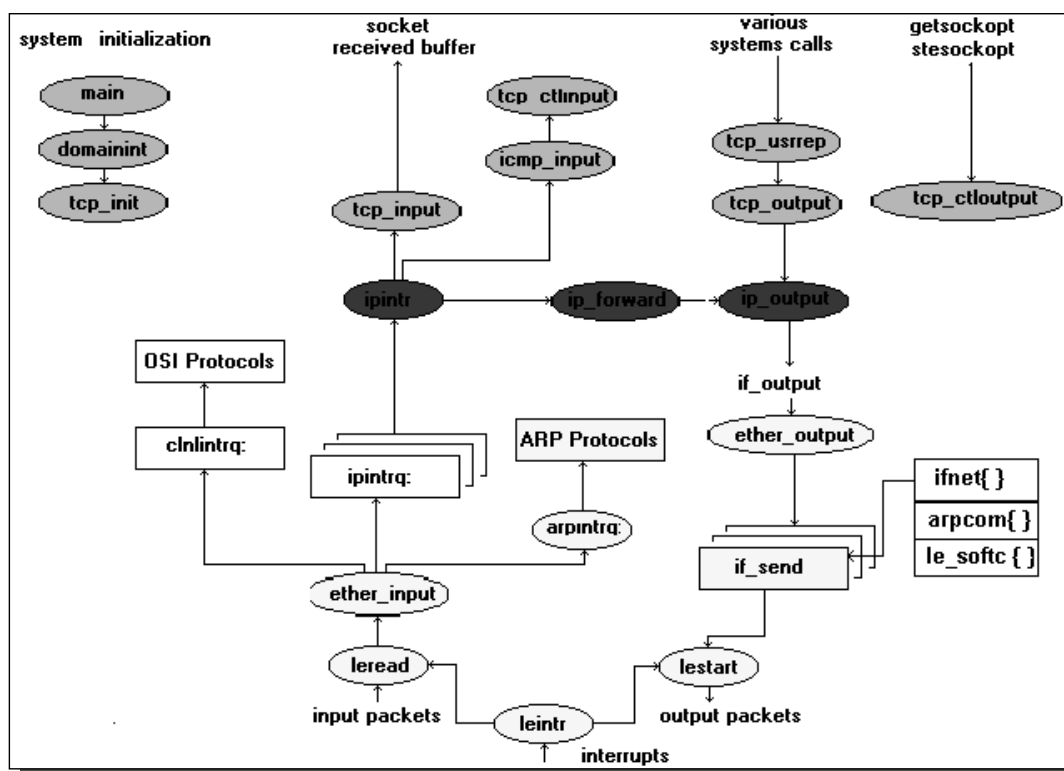 system initialization
socket
received buffer
various
systems calls
getsockopt
stesockopt
main
domainint
tcp_init
tcp_ctlinput
icmp_input
tcp_input
tcp_usrrep
tcp_output
tcp_ctloutput
ipintr
ip_forward
ip_output
OSI Protocols
clnlintrq:
ipintrq:
ARP Protocols
arpintrq:
if_output
ether_output
ifnet{ }
arpcom{ }
le_softc { }
if_send
ether_input
leread
lestart
input packets
leintr
output packets
interrupts